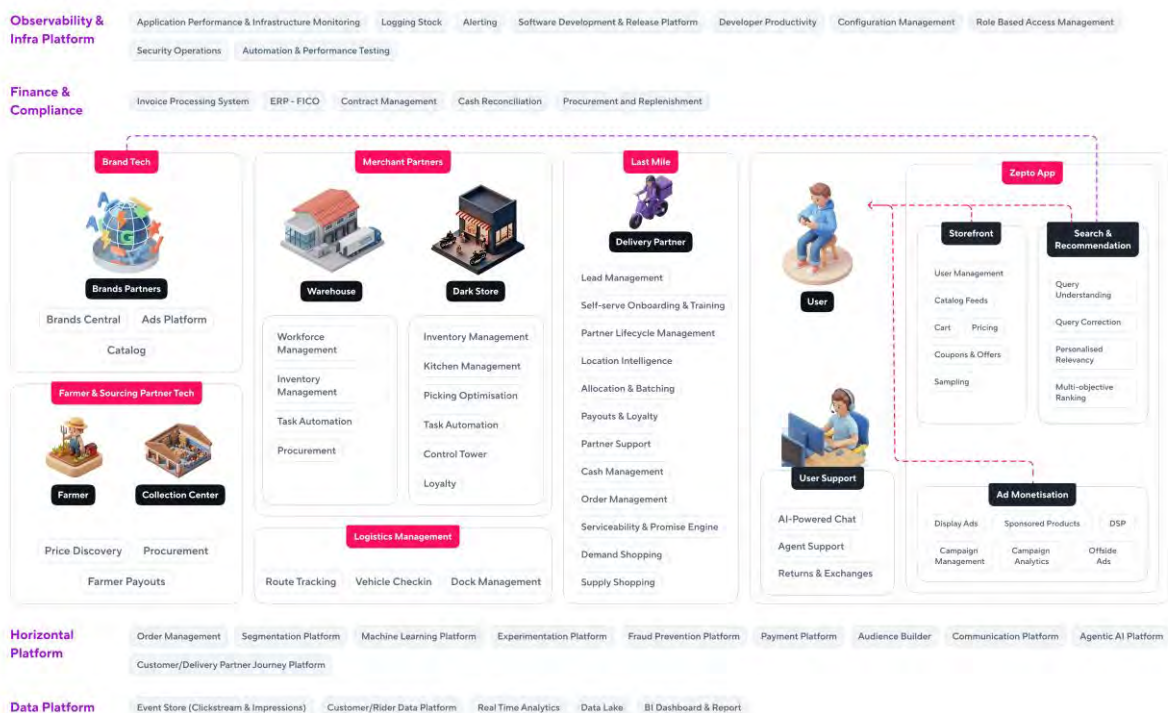 Observability &
Infra Platform
Application Performance & Infrastructure Monitoring
Logging Stock
Alerting
Software Development & Release Platform
Developer Productivity
Configuration Management
Role Based Access Management
Security Operations
Automation & Performance Testing
Finance &
Compliance
Invoice Processing System
ERP - FICO
Contract Management
Cash Reconciliation
Procurement and Replenishment
Brand Tech
Brands Partners
Brands Central
Ads Platform
Catalog
Farmer & Sourcing Partner Tech
Farmer
Collection Center
Price Discovery
Procurement
Farmer Payouts
Merchant Partners
Warehouse
Workforce
Management
Inventory
Management
Task Automation
Procurement
Dark Store
Inventory Management
Kitchen Management
Picking Optimisation
Task Automation
Control Tower
Loyalty
Logistics Management
Route Tracking
Vehicle Checkin
Dock Management
Last Mile
Delivery Partner
Lead Management
Self-serve Onboarding & Training
Partner Lifecycle Management
Location Intelligence
Allocation & Batching
Payouts & Loyalty
Partner Support
Cash Management
Order Management
Serviceability & Promise Engine
Demand Shopping
Supply Shopping
User
User Support
AI-Powered Chat
Agent Support
Returns & Exchanges
Zepto App
Storefront
User Management
Catalog Feeds
Cart
Pricing
Coupons & Offers
Sampling
Search &
Recommendation
Query
Understanding
Query Correction
Personalised
Relevancy
Multi-objective
Ranking
Ad Monetisation
Display Ads
Sponsored Products
DSP
Campaign
Management
Campaign
Analytics
Offside
Ads
Horizontal
Platform
Order Management
Segmentation Platform
Machine Learning Platform
Experimentation Platform
Fraud Prevention Platform
Payment Platform
Audience Builder
Communication Platform
Agentic AI Platform
Customer/Delivery Partner Journey Platform
Data Platform
Event Store (Clickstream & Impressions)
Customer/Rider Data Platform
Real Time Analytics
Data Lake
BI Dashboard & Report